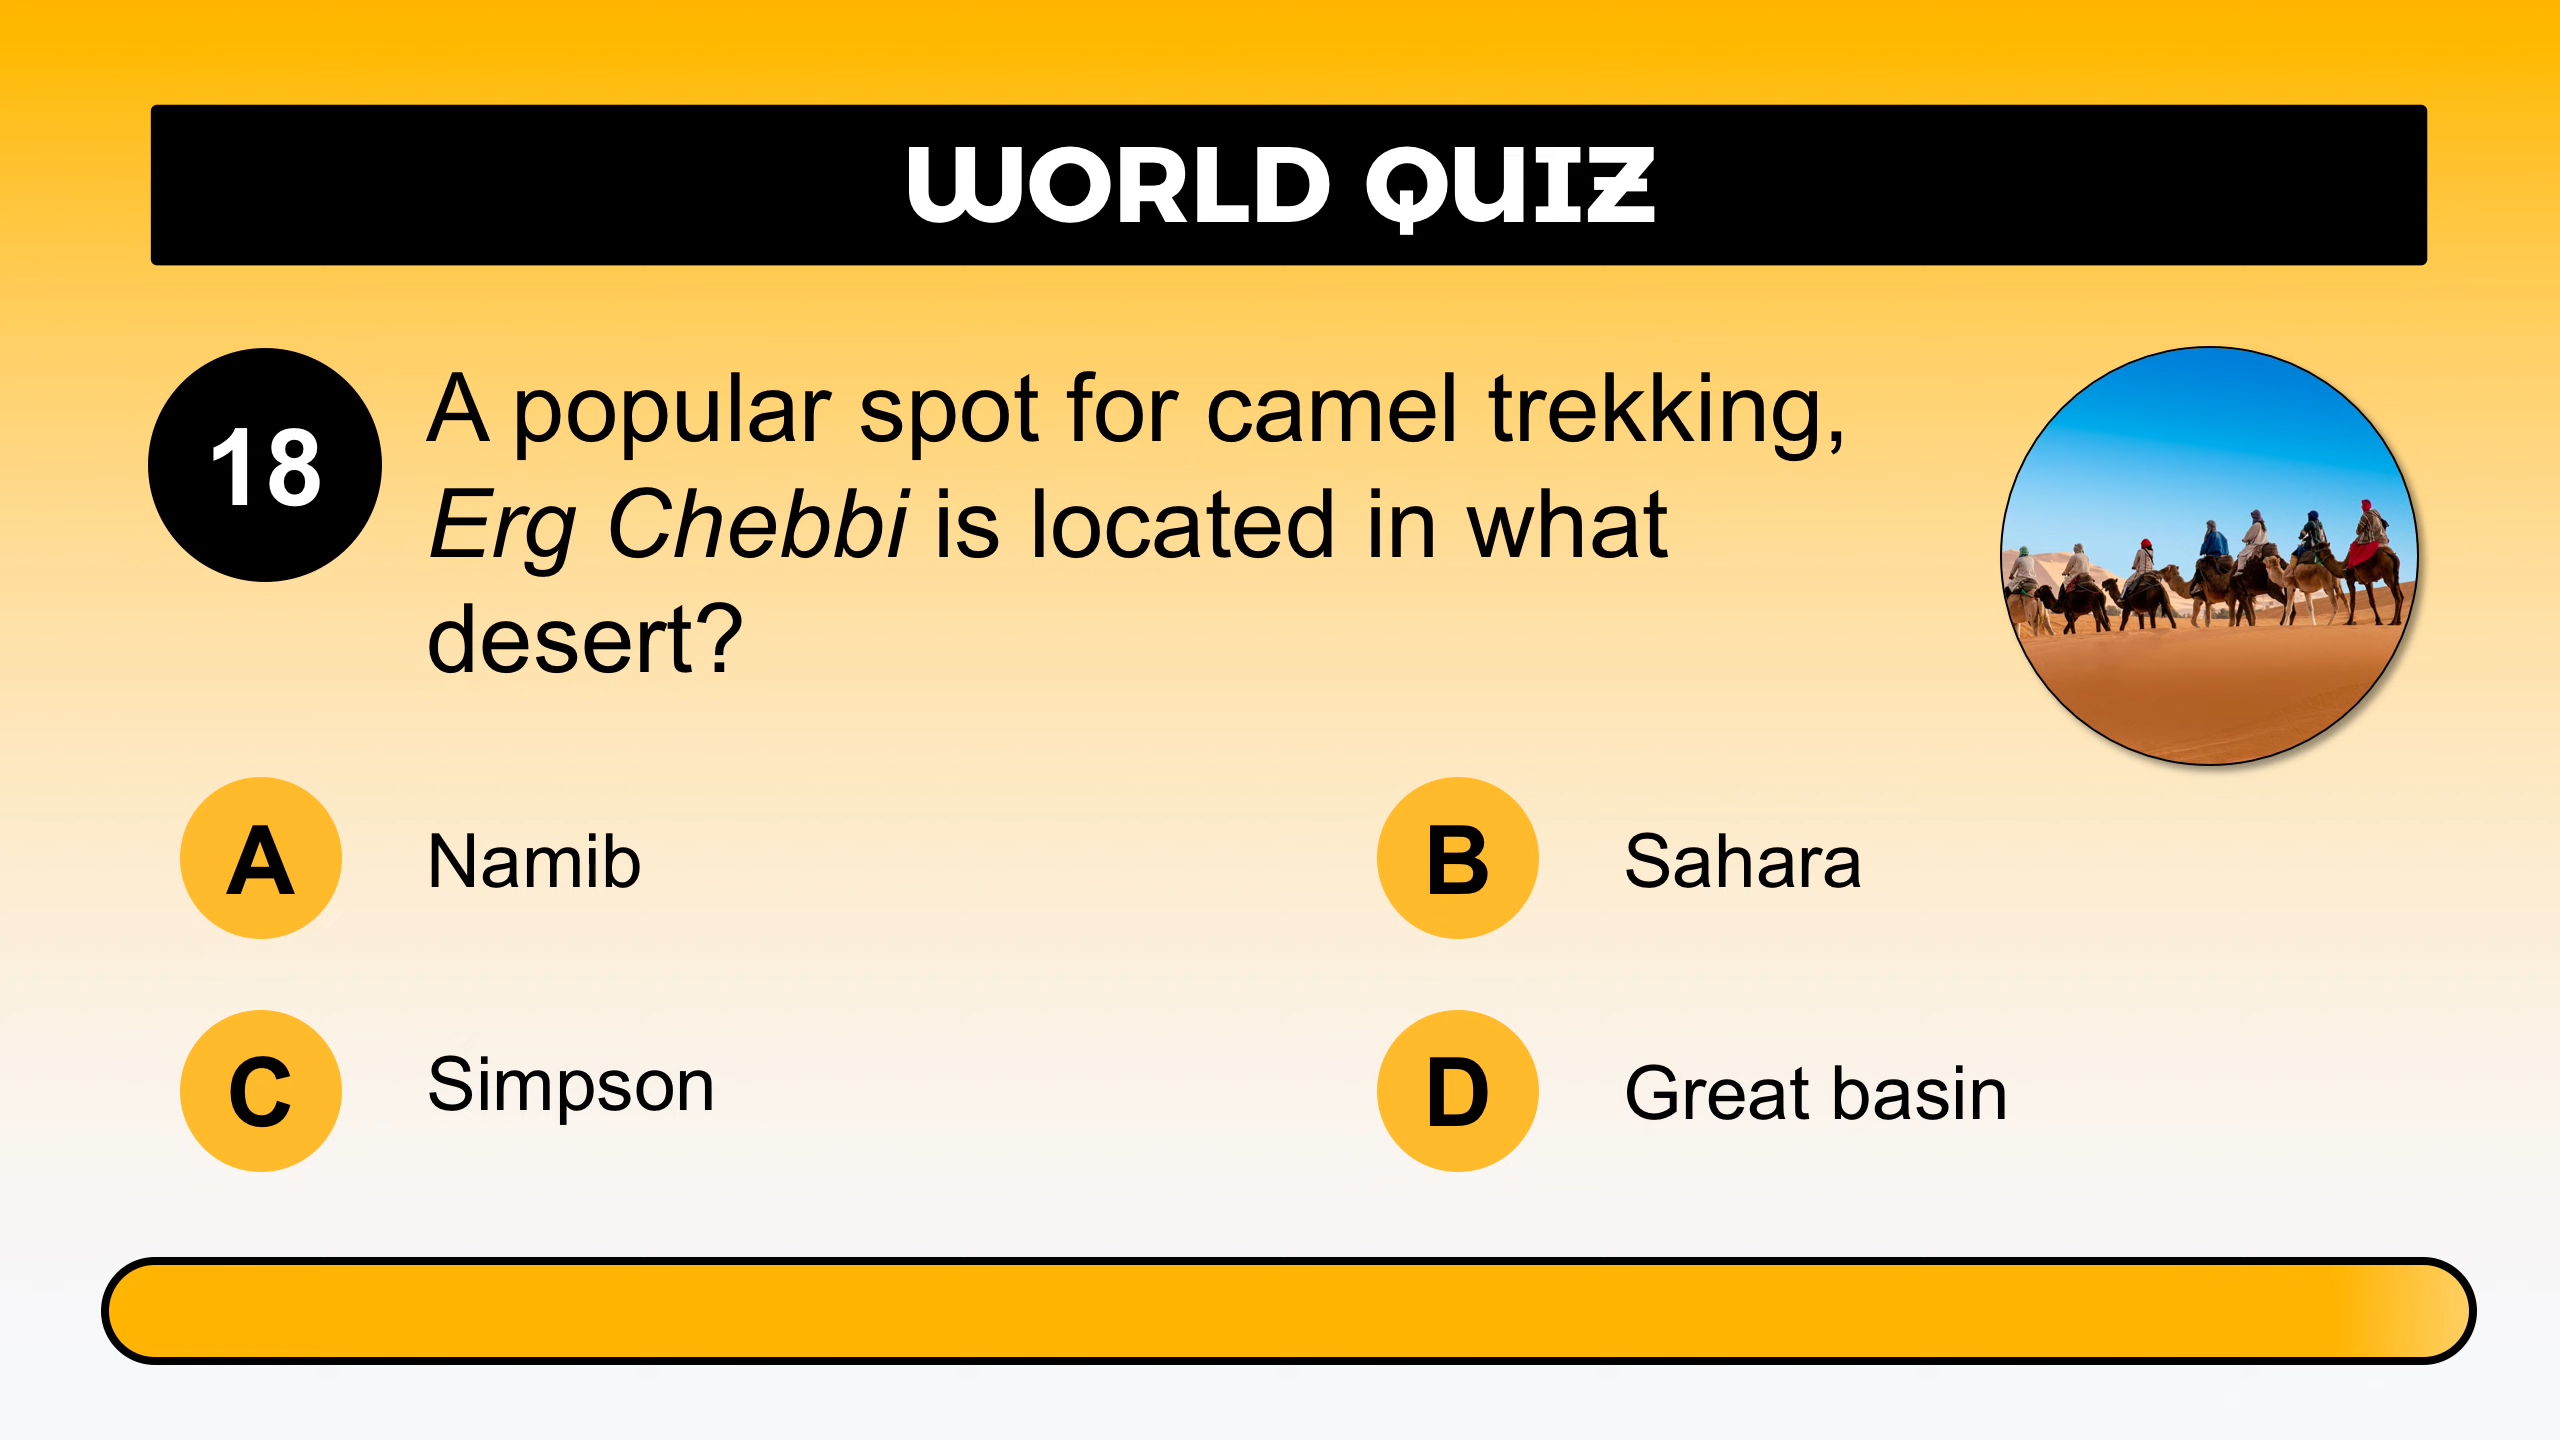 WORLD QUIZ
18
A popular spot for camel trekking,
Erg Chebbi is located in what
desert?
A Namib
B Sahara
C Simpson
D Great basin